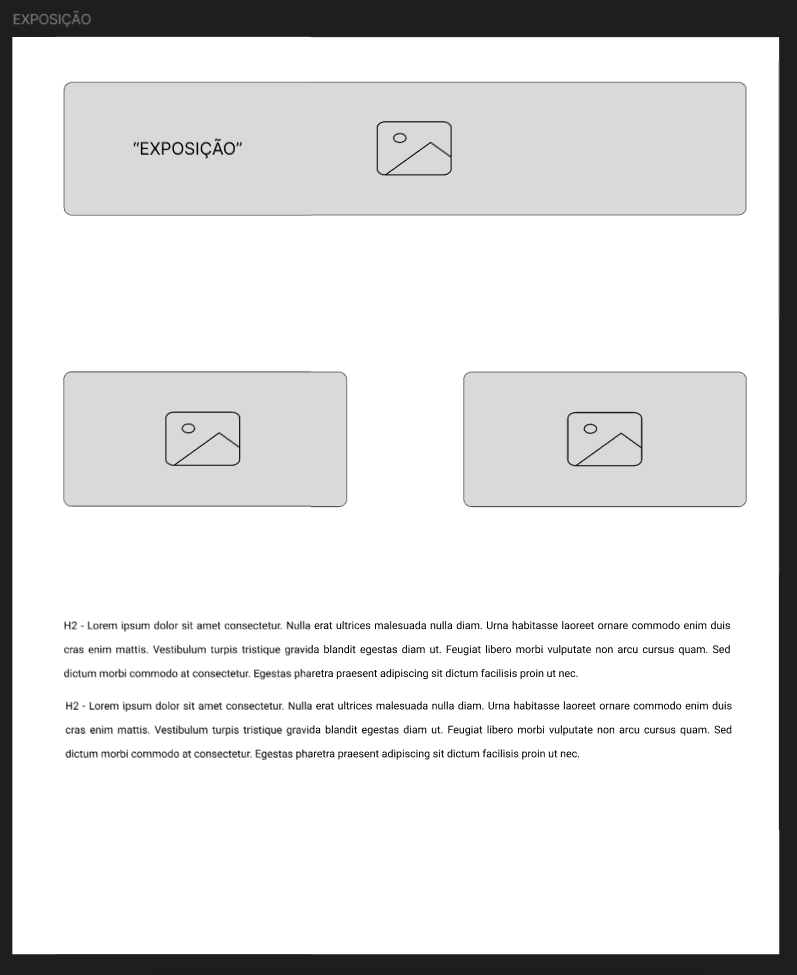 EXPOSIÇÃO
“EXPOSIÇÃO”
H2 - Lorem ipsum dolor sit amet consectetur. Nulla erat ultrices malesuada nulla diam. Urna habitasse laoreet ornare commodo enim duis
cras enim mattis. Vestibulum turpis tristique gravida blandit egestas diam ut. Feugiat libero morbi vulputate non arcu cursus quam. Sed
dictum morbi commodo at consectetur. Egestas pharetra praesent adipiscing sit dictum facilisis proin ut nec.
H2 - Lorem ipsum dolor sit amet consectetur. Nulla erat ultrices malesuada nulla diam. Urna habitasse laoreet ornare commodo enim duis
cras enim mattis. Vestibulum turpis tristique gravida blandit egestas diam ut. Feugiat libero morbi vulputate non arcu cursus quam. Sed
dictum morbi commodo at consectetur. Egestas pharetra praesent adipiscing sit dictum facilisis proin ut nec.